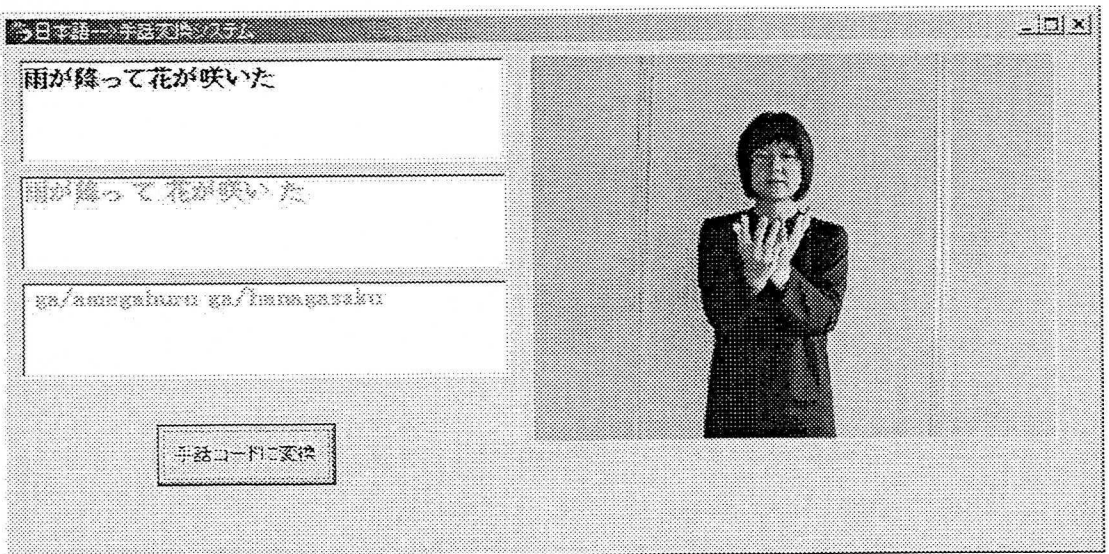 日本語->手話変換システム
雨が降って花が咲いた
雨が降っ て 花が咲い た
ga/amegahuru ga/hanagasaku
手話コードに変換